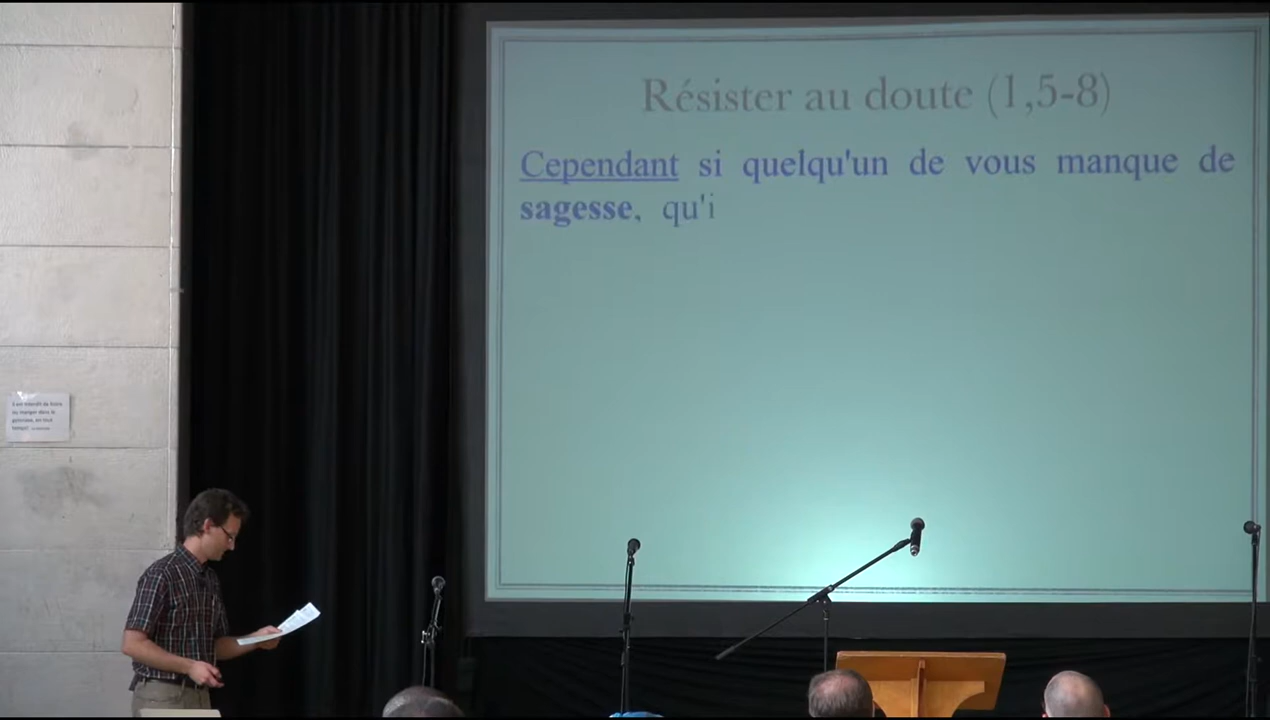 Résister au doute (1,5-8)
Cependant si quelqu'un de vous manque de
sagesse, qu'i